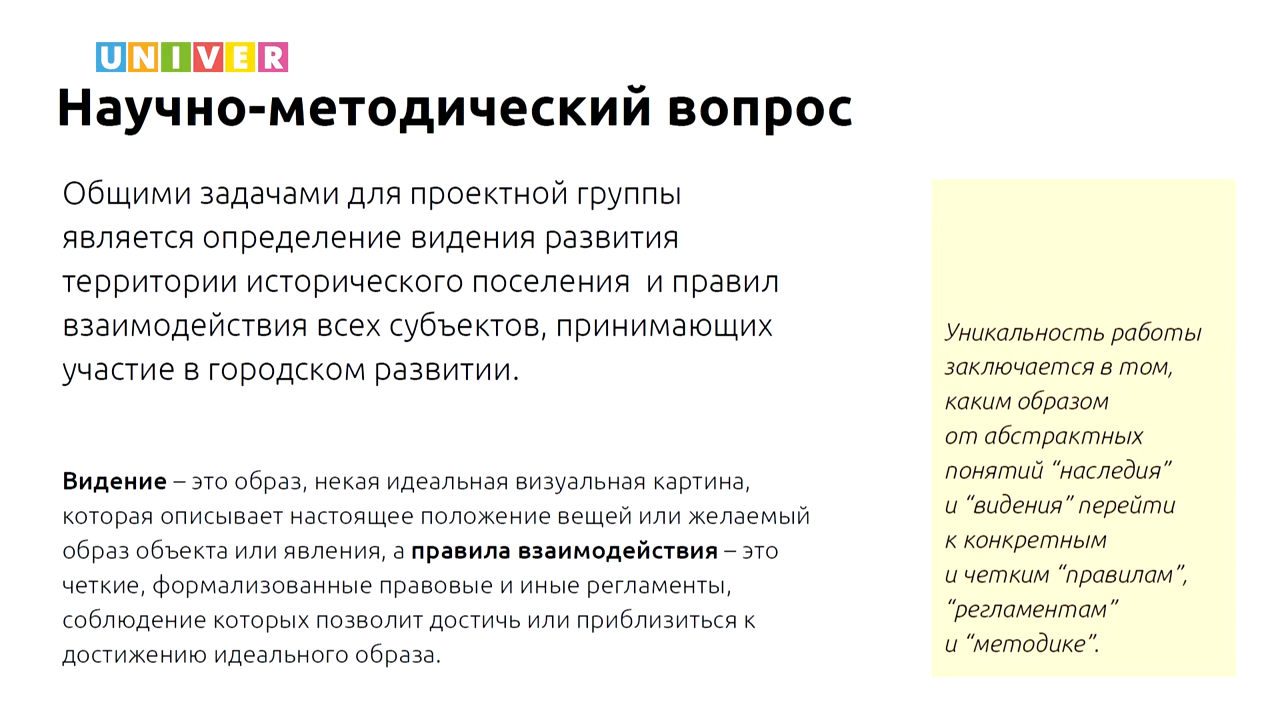 UNIVER
Научно-методический вопрос
Общими задачами для проектной группы
является определение видения развития
территории исторического поселения и правил
взаимодействия всех субъектов, принимающих
участие в городском развитии.
Видение – это образ, некая идеальная визуальная картина,
которая описывает настоящее положение вещей или желаемый
образ объекта или явления, а правила взаимодействия – это
четкие, формализованные правовые и иные регламенты,
соблюдение которых позволит достичь или приблизиться к
достижению идеального образа.
Уникальность работы
заключается в том,
каким образом
от абстрактных
понятий “наследия”
и “видения” перейти
к конкретным
и четким “правилам”,
“регламентам”
и “методике”.